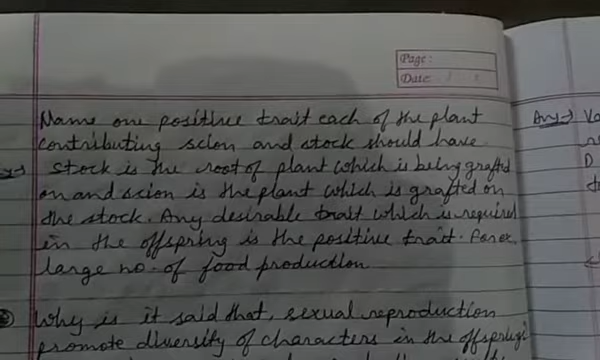 Page:
Date:
Name one positive trait each of the plant
contributing scion and stock should have.
Stock is the root of plant which is being grafted
on and scion is the plant which is grafted on
the stock. Any desirable trait which is required
in the offspring is the positive trait. For ex.
large no. of food production
Why is it said that, sexual reproduction
promote diversity of characters in the
Ans→ Va